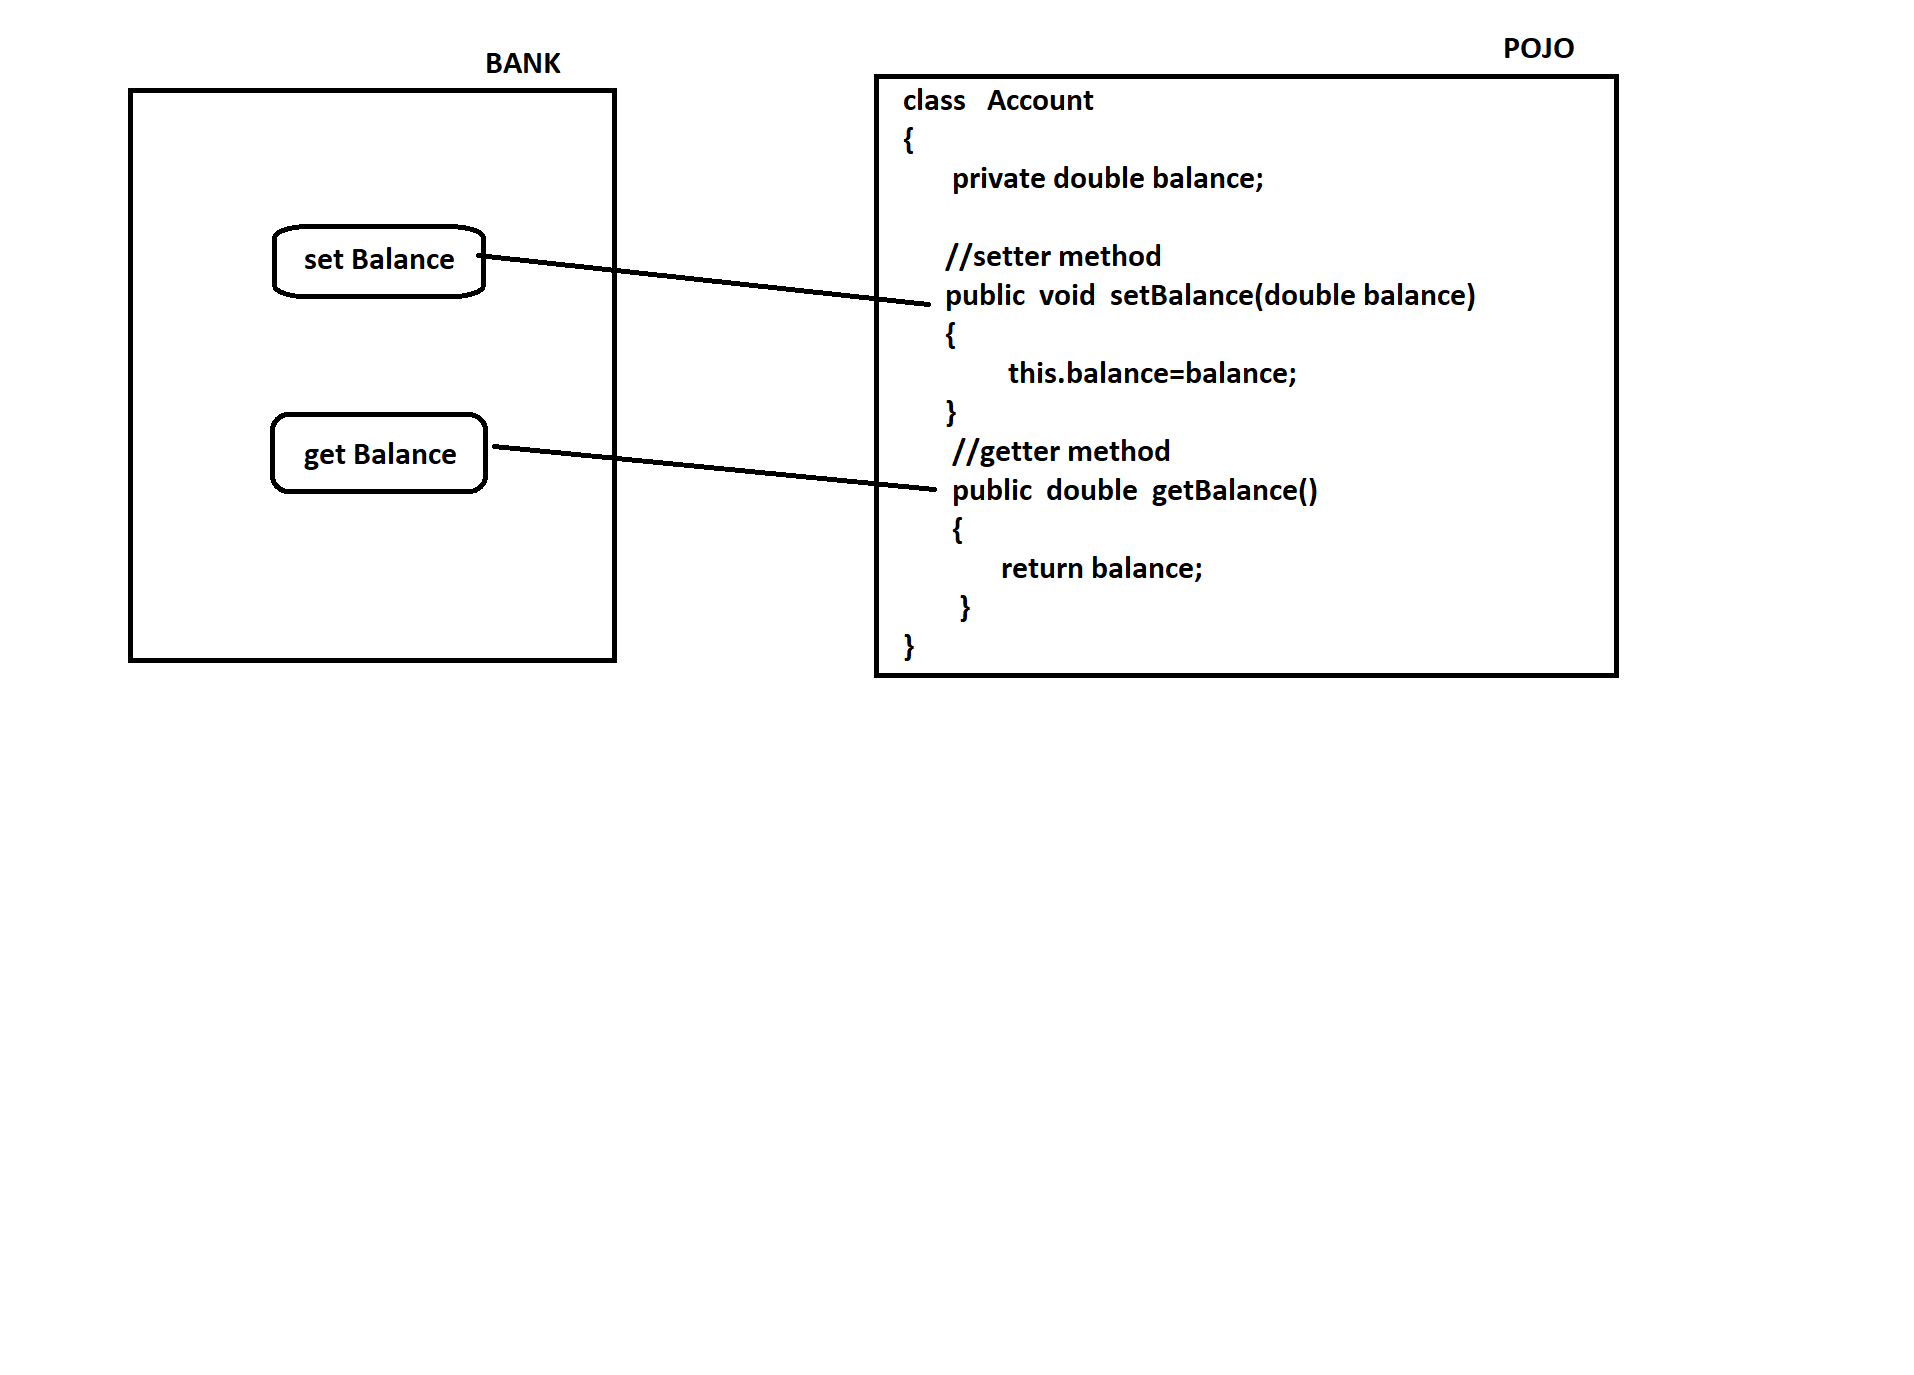 BANK
set Balance
get Balance
POJO
class   Account
{
private double balance;
//setter method
public  void  setBalance(double balance)
{
this.balance=balance;
}
//getter method
public  double  getBalance()
{
return balance;
}
}